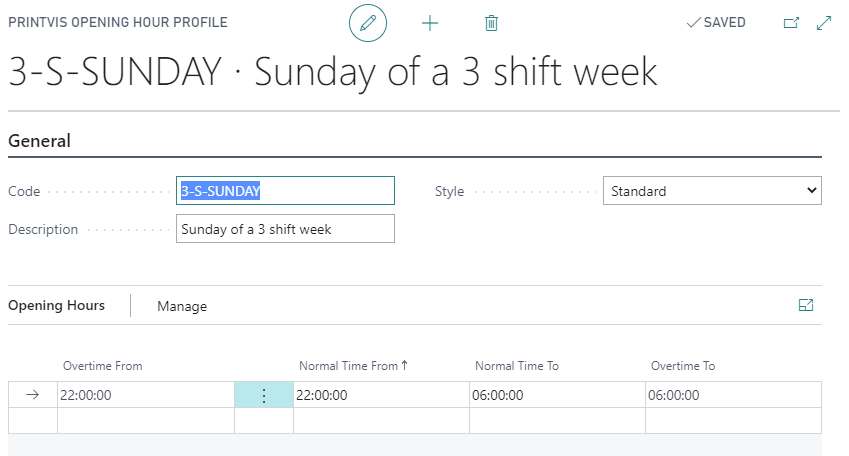 PRINTVIS OPENING HOUR PROFILE
SAVED
3-S-SUNDAY · Sunday of a 3 shift week
General
Code 3-S-SUNDAY Style Standard
Description Sunday of a 3 shift week
Opening Hours Manage
Overtime From Normal Time From ↑ Normal Time To Overtime To
22:00:00 22:00:00 06:00:00 06:00:00